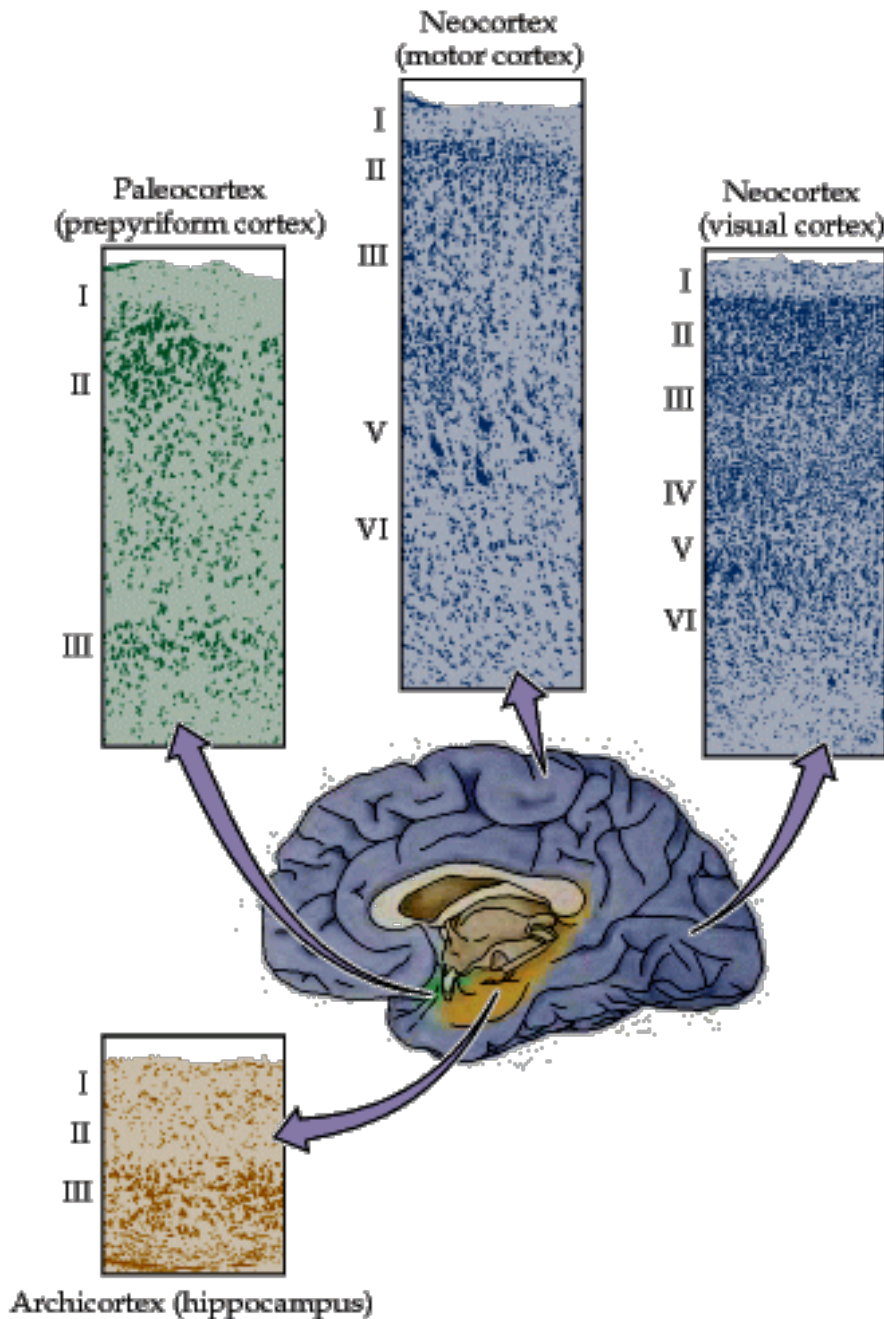 Neocortex
(motor cortex)
I
II
III
V
VI
Paleocortex
(prepyriform cortex)
I
II
III
Neocortex
(visual cortex)
I
II
III
IV
V
VI
I
II
III
Archicortex (hippocampus)